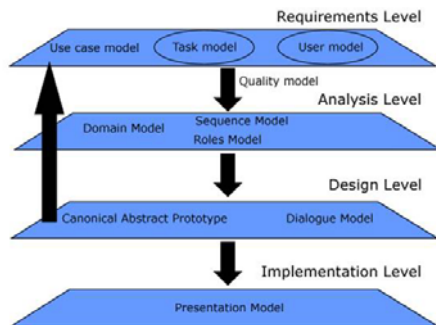 Requirements Level
Use case model Task model User model
Quality model
Analysis Level
Domain Model Sequence Model
Roles Model
Design Level
Canonical Abstract Prototype Dialogue Model
Implementation Level
Presentation Model